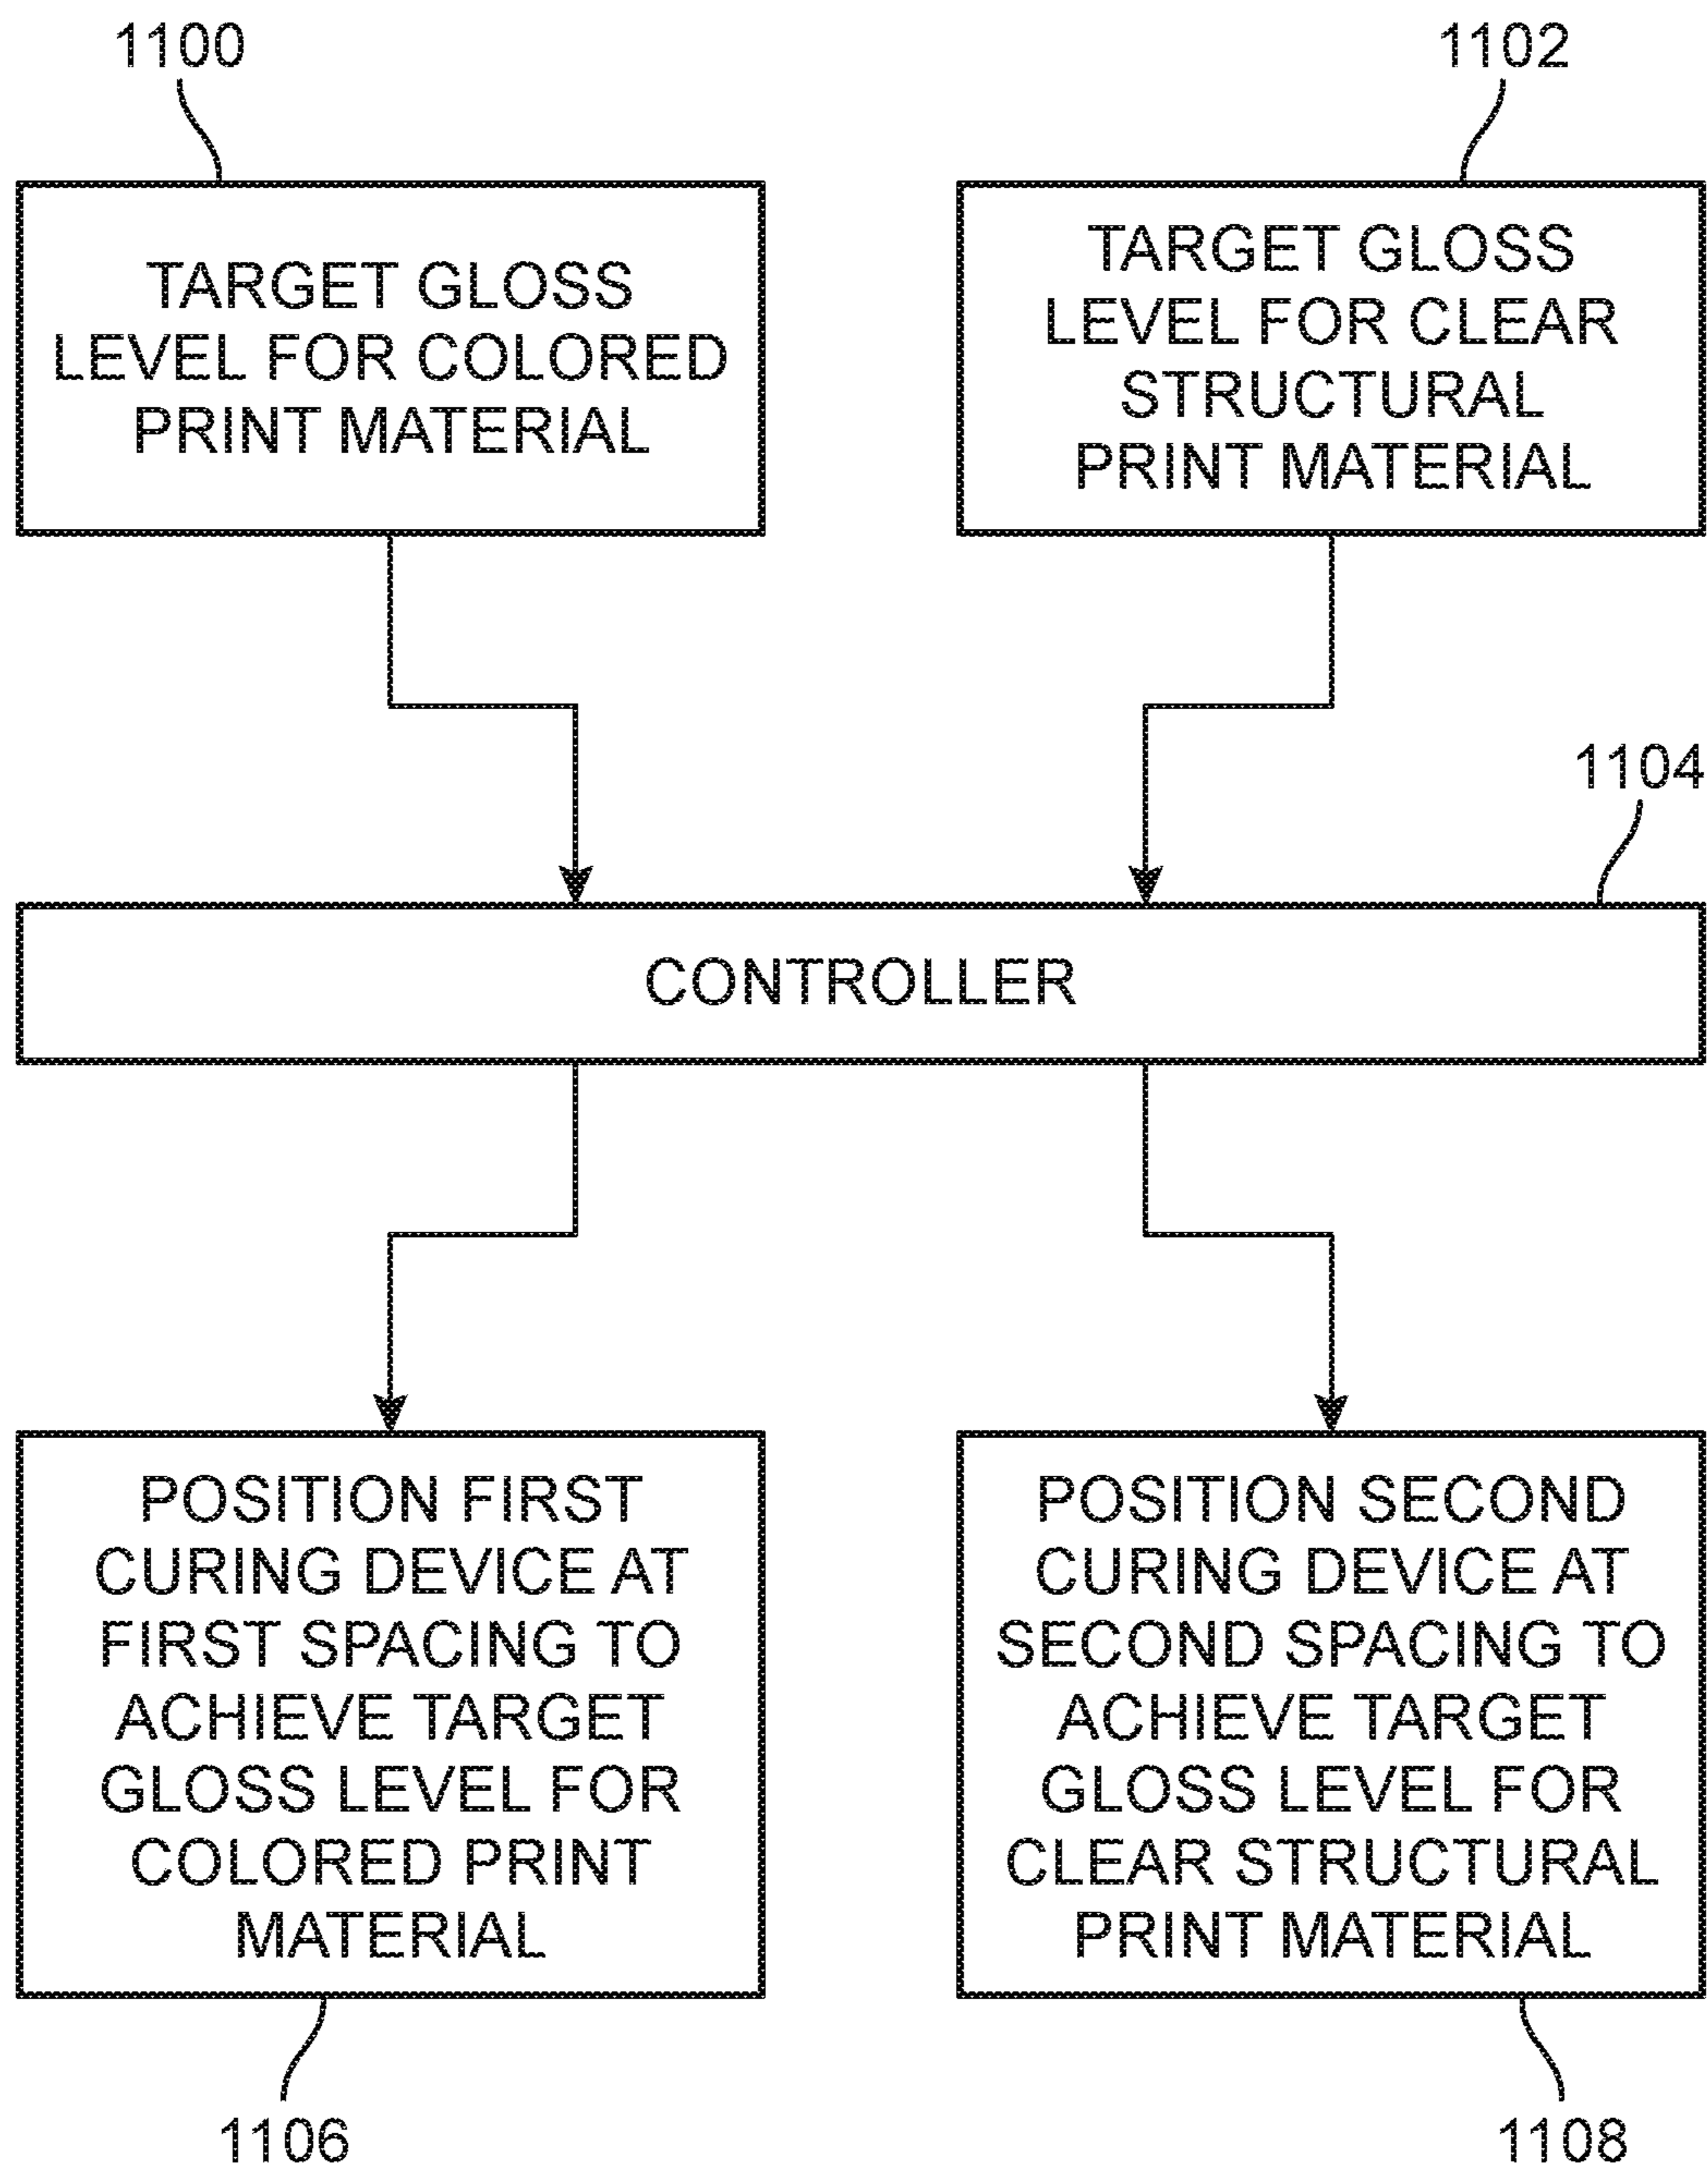 1100
1102
TARGET GLOSS
LEVEL FOR COLORED
PRINT MATERIAL
TARGET GLOSS
LEVEL FOR CLEAR
STRUCTURAL
PRINT MATERIAL
1104
CONTROLLER
POSITION FIRST
CURING DEVICE AT
FIRST SPACING TO
ACHIEVE TARGET
GLOSS LEVEL FOR
COLORED PRINT
MATERIAL
POSITION SECOND
CURING DEVICE AT
SECOND SPACING TO
ACHIEVE TARGET
GLOSS LEVEL FOR
CLEAR STRUCTURAL
PRINT MATERIAL
1106
1108